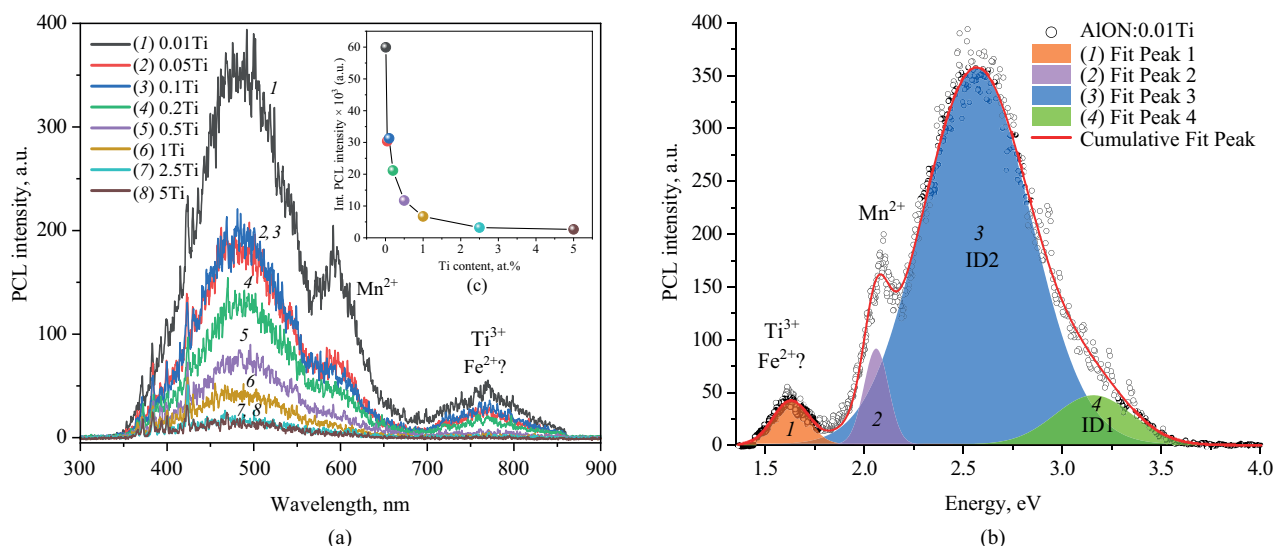 400
300
200
100
0
PCL intensity, a.u.
(1) 0.01Ti
(2) 0.05Ti
(3) 0.1Ti
(4) 0.2Ti
(5) 0.5Ti
(6) 1Ti
(7) 2.5Ti
(8) 5Ti
1
2,3
4
5
6
7, 8
Mn2+
Ti3+
Fe2+?
60
50
40
30
20
10
0
Int. PCL intensity × 10³ (a.u.)
0 1 2 3 4 5
Ti content, at.%
(c)
300 400 500 600 700 800 900
Wavelength, nm
(a)
400
350
300
250
200
150
100
50
0
PCL intensity, a.u.
AlON:0.01Ti
(1) Fit Peak 1
(2) Fit Peak 2
(3) Fit Peak 3
(4) Fit Peak 4
Cumulative Fit Peak
Mn2+
3
ID2
Ti3+
Fe2+?
1
2
4
ID1
1.5 2.0 2.5 3.0 3.5 4.0
Energy, eV
(b)